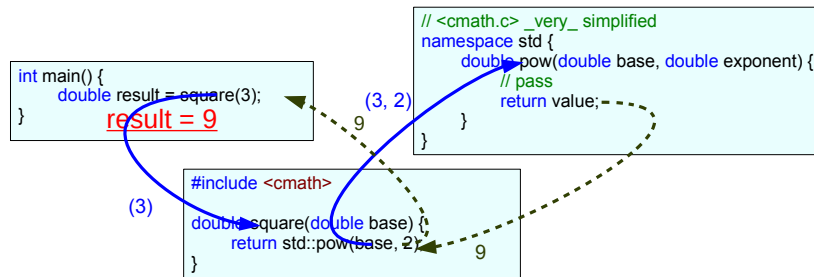 int main() {
double result = square(3);
}
result = 9
(3)
#include <cmath>
double square(double base) {
return std::pow(base, 2)
}
(3, 2)
// <cmath.c> _very_ simplified
namespace std {
double pow(double base, double exponent) {
// pass
return value;
}
}
9
9